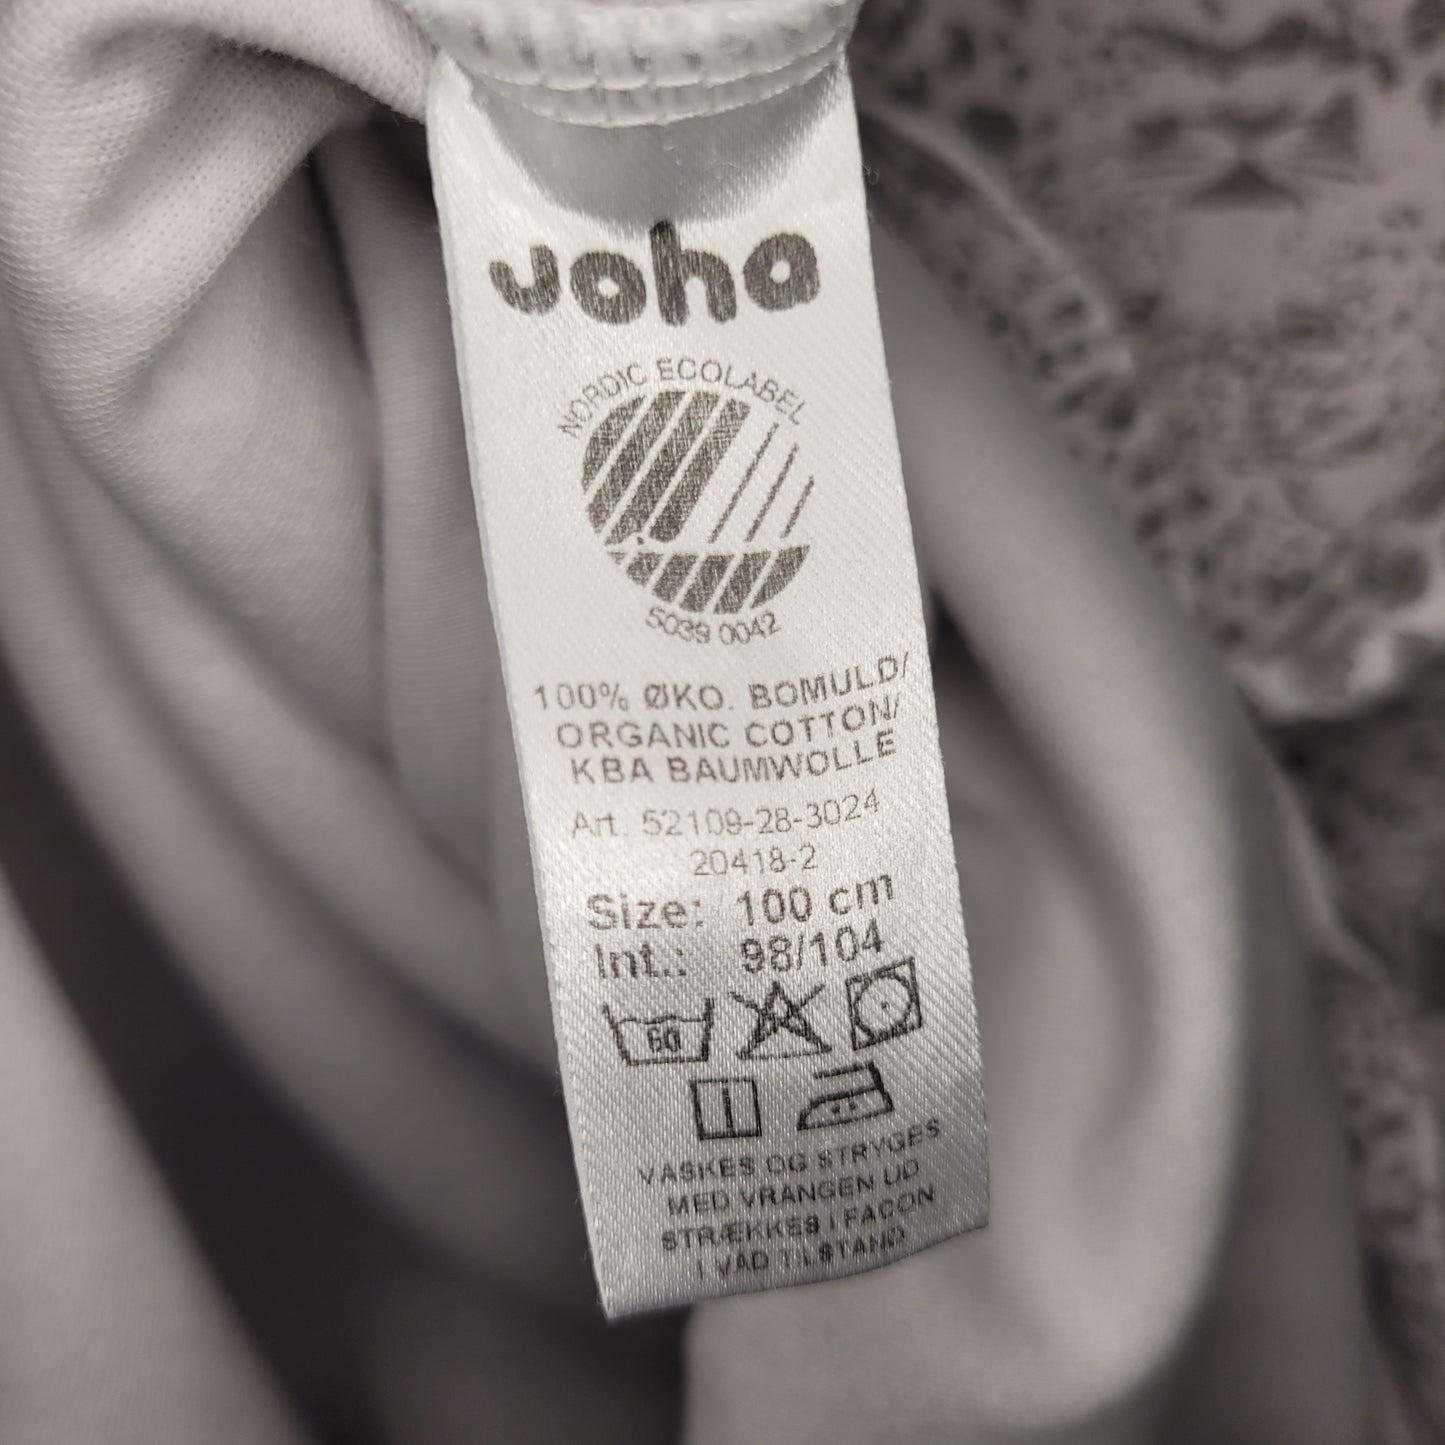 Joha
NORDIC ECOLABEL
5039 0042
100% ØKO. BOMULD/
ORGANIC COTTON/
KBA BAUMWOLLE
Art. 52109-28-3024
20418-2
Size: 100 cm
Int.: 98/104
60
VASKES OG STRYGES
MED VRANGEN UD
STRÆKKES I FACON
I VÅD TILSTAND